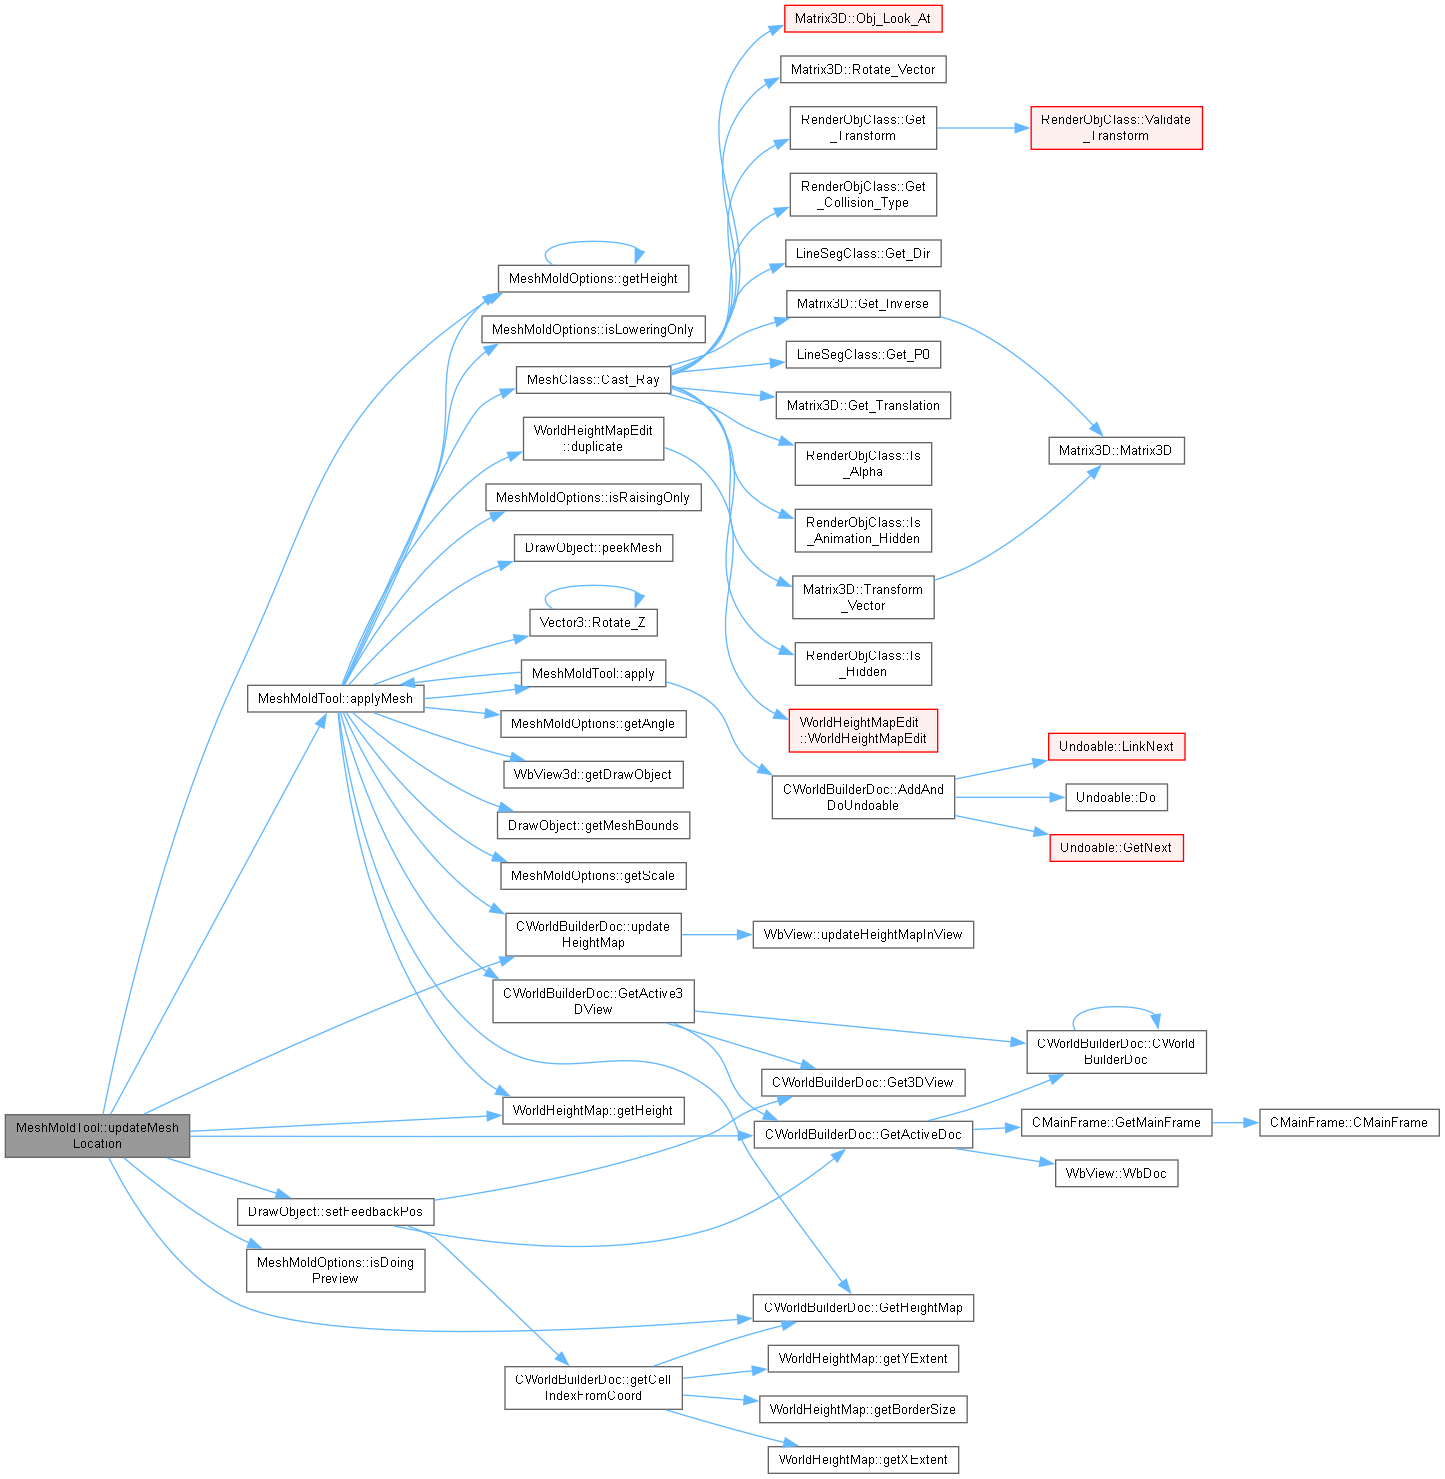 Matrix3D::Obj_Look_At
Matrix3D::Rotate_Vector
RenderObjClass::Get
_Transform
RenderObjClass::Validate
_Transform
RenderObjClass::Get
_Collision_Type
LineSegClass::Get_Dir
MeshMoldOptions::getHeight
Matrix3D::Get_Inverse
MeshMoldOptions::isLoweringOnly
LineSegClass::Get_P0
MeshClass::Cast_Ray
Matrix3D::Get_Translation
WorldHeightMapEdit
::duplicate
Matrix3D::Matrix3D
RenderObjClass::Is
_Alpha
MeshMoldOptions::isRaisingOnly
RenderObjClass::Is
_Animation_Hidden
DrawObject::peekMesh
Matrix3D::Transform
_Vector
Vector3::Rotate_Z
RenderObjClass::Is
_Hidden
MeshMoldTool::apply
MeshMoldTool::applyMesh
MeshMoldOptions::getAngle
WorldHeightMapEdit
::WorldHeightMapEdit
Undoable::LinkNext
WbView3d::getDrawObject
CWorldBuilderDoc::AddAnd
DoUndoable
Undoable::Do
DrawObject::getMeshBounds
Undoable::GetNext
MeshMoldOptions::getScale
CWorldBuilderDoc::update
HeightMap
WbView::updateHeightMapInView
CWorldBuilderDoc::GetActive3
DView
CWorldBuilderDoc::CWorld
BuilderDoc
CWorldBuilderDoc::Get3DView
WorldHeightMap::getHeight
MeshMoldTool::updateMesh
Location
CWorldBuilderDoc::GetActiveDoc
CMainFrame::GetMainFrame
CMainFrame::CMainFrame
WbView::WbDoc
DrawObject::setFeedbackPos
MeshMoldOptions::isDoing
Preview
CWorldBuilderDoc::GetHeightMap
WorldHeightMap::getYExtent
CWorldBuilderDoc::getCell
IndexFromCoord
WorldHeightMap::getBorderSize
WorldHeightMap::getXExtent